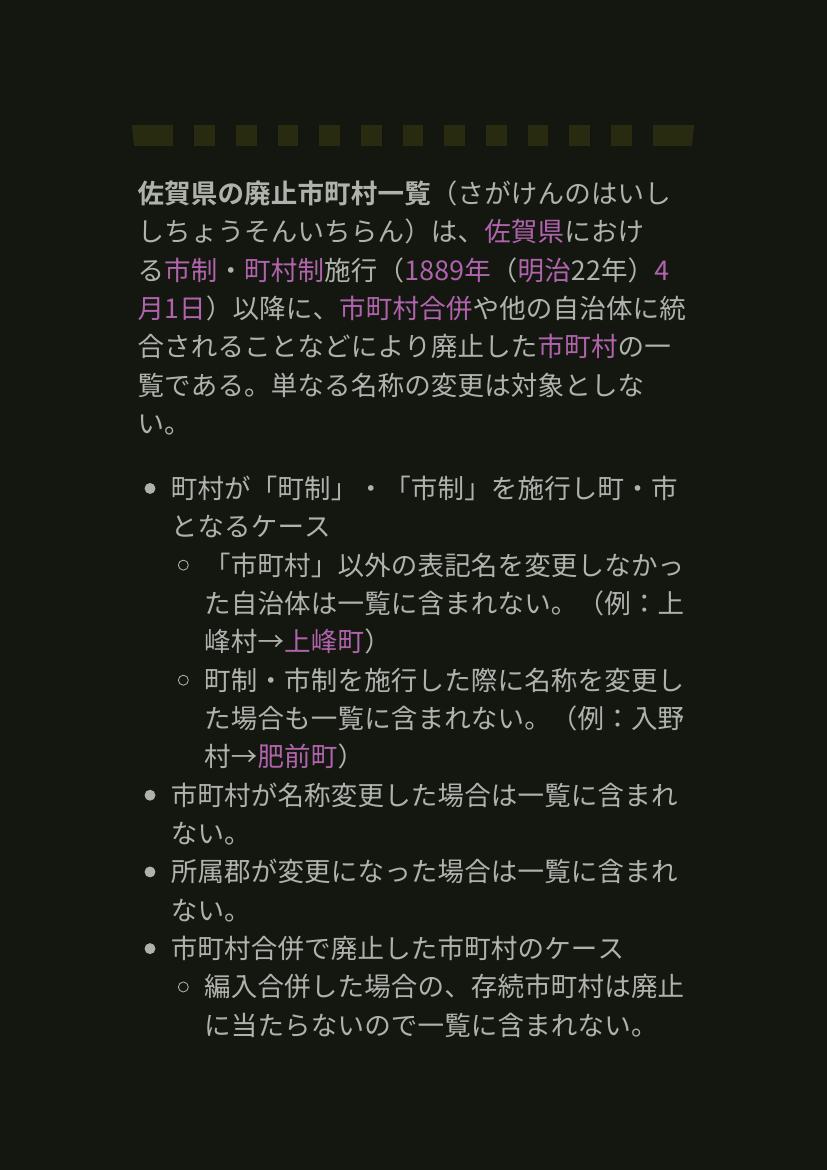 佐賀県の廃止市町村一覧（さがけんのはいし
しちょうそんいちらん）は、佐賀県におけ
る市制・町村制施行（1889年（明治22年）4
月1日）以降に、市町村合併や他の自治体に統
合されることなどにより廃止した市町村の一
覧である。単なる名称の変更は対象としな
い。
● 町村が「町制」・「市制」を施行し町・市
となるケース
○ 「市町村」以外の表記名を変更しなかっ
た自治体は一覧に含まれない。（例：上
峰村→上峰町）
○ 町制・市制を施行した際に名称を変更し
た場合も一覧に含まれない。（例：入野
村→肥前町）
● 市町村が名称変更した場合は一覧に含まれ
ない。
● 所属郡が変更になった場合は一覧に含まれ
ない。
● 市町村合併で廃止した市町村のケース
○ 編入合併した場合の、存続市町村は廃止
に当たらないので一覧に含まれない。